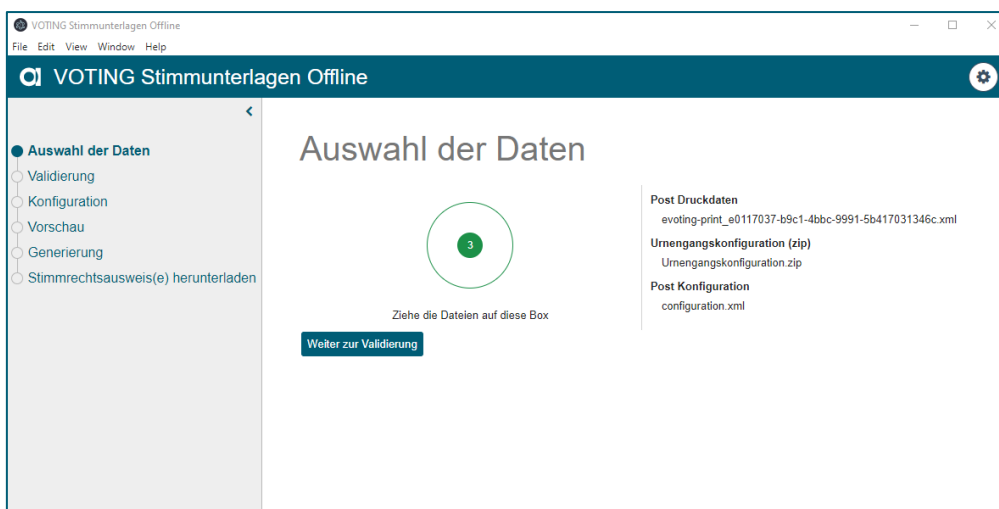 VOTING Stimmunterlagen Offline
File Edit View Window Help
VOTING Stimmunterlagen Offline
Auswahl der Daten
Validierung
Konfiguration
Vorschau
Generierung
Stimmrechtsausweis(e) herunterladen
Auswahl der Daten
3
Ziehe die Dateien auf diese Box
Weiter zur Validierung
Post Druckdaten
evoting-print_e0117037-b9c1-4bbc-9991-5b417031346c.xml
Urnengangskonfiguration (zip)
Urnengangskonfiguration.zip
Post Konfiguration
configuration.xml